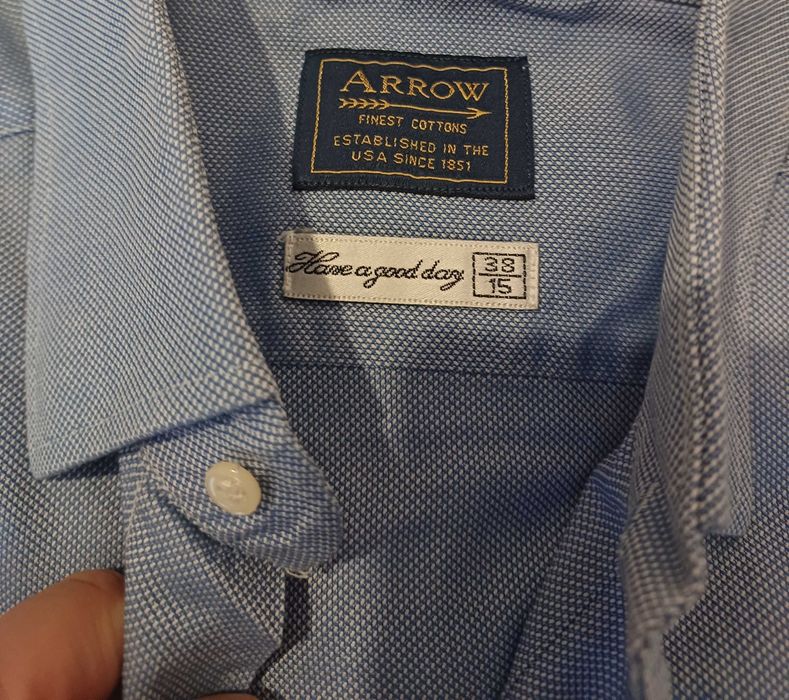 ARROW
FINEST COTTONS
ESTABLISHED IN THE
USA SINCE 1851
Have a good day
38
15